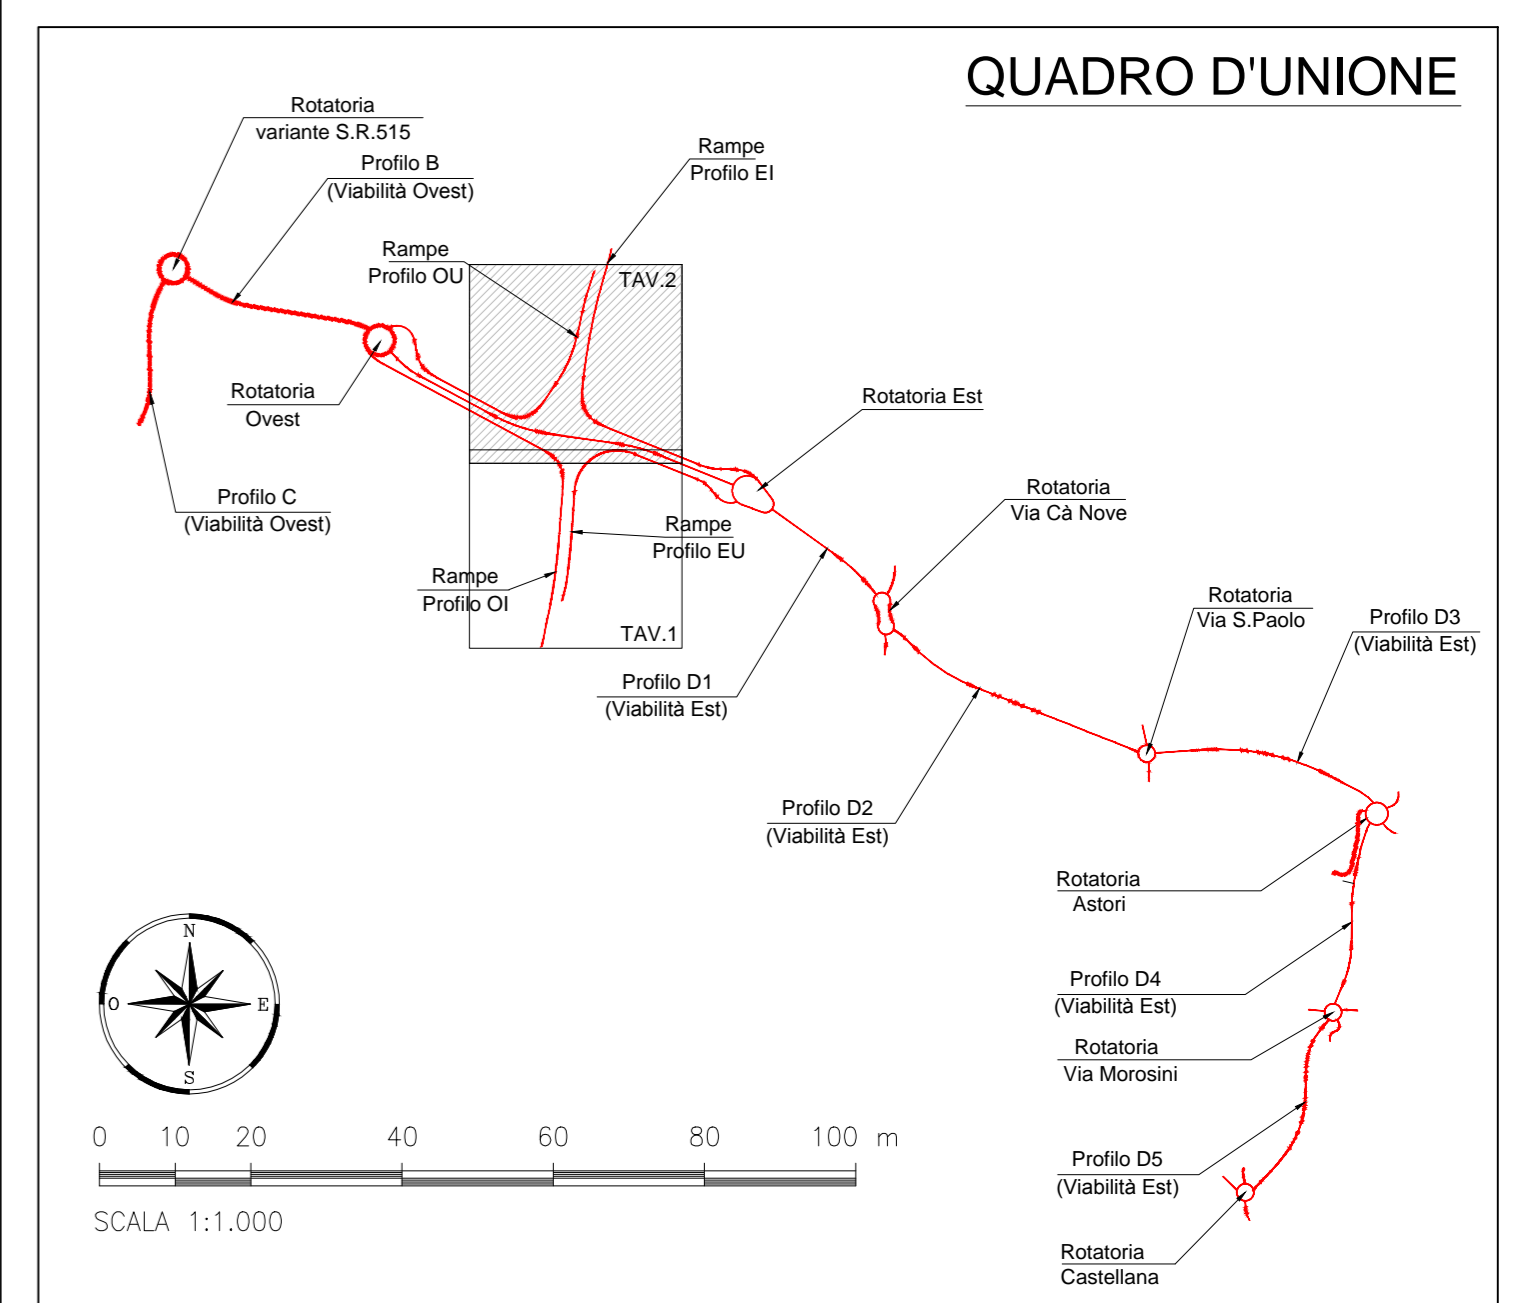 QUADRO D'UNIONE
Rotatoria
variante S.R.515
Profilo B
(Viabilità Ovest)
Rampe
Profilo EI
Rampe
Profilo OU
TAV.2
Rotatoria
Ovest
Rotatoria Est
Profilo C
(Viabilità Ovest)
Rotatoria
Via Cà Nove
Rampe
Profilo EU
Rampe
Profilo OI
TAV.1
Rotatoria
Via S.Paolo
Profilo D3
(Viabilità Est)
Profilo D1
(Viabilità Est)
Profilo D2
(Viabilità Est)
Rotatoria
Astori
Profilo D4
(Viabilità Est)
Rotatoria
Via Morosini
Profilo D5
(Viabilità Est)
Rotatoria
Castellana
N
O
E
S
0 10 20 40 60 80 100 m
SCALA 1:1.000